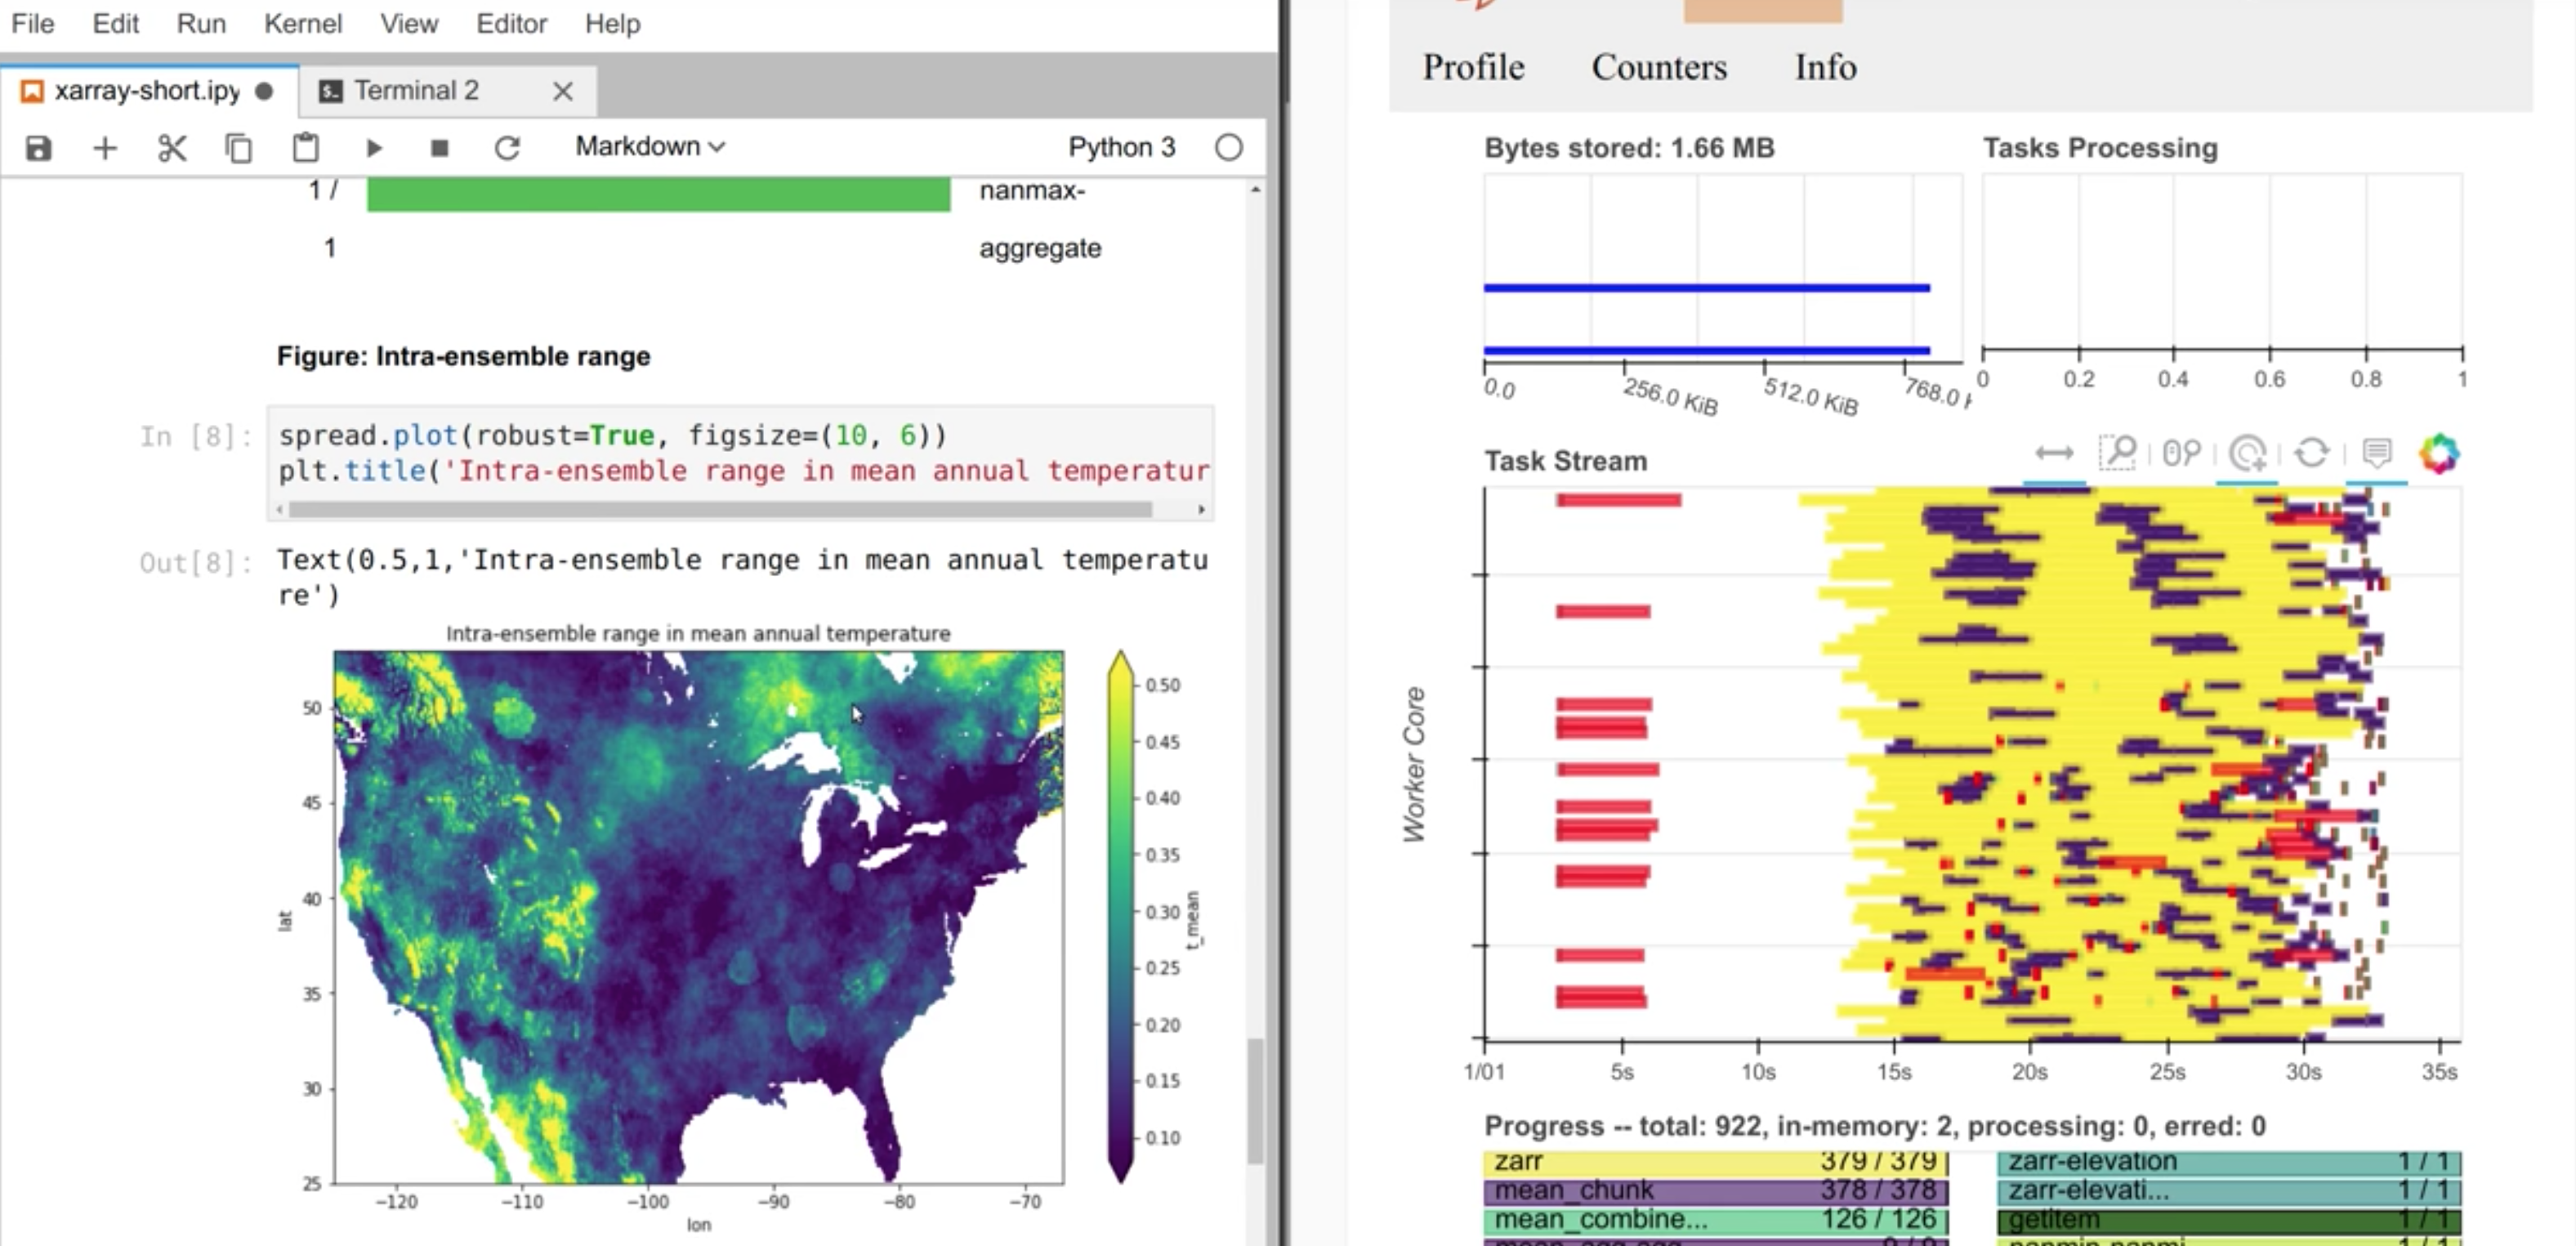 File Edit Run Kernel View Editor Help
xarray-short.ipy
Terminal 2
Markdown
Python 3
1 /
nanmax-
1
aggregate
Figure: Intra-ensemble range
In [8]:
spread.plot(robust=True, figsize=(10, 6))
plt.title('Intra-ensemble range in mean annual temperatur
Out[8]:
Text(0.5,1,'Intra-ensemble range in mean annual temperatu
re')
Intra-ensemble range in mean annual temperature
50
45
40
35
30
25
lat
−120 −110 −100 −90 −80 −70
lon
0.50
0.45
0.40
0.35
0.30
0.25
0.20
0.15
0.10
t_mean
Profile Counters Info
Bytes stored: 1.66 MB
0.0 256.0 KiB 512.0 KiB 768.0
Tasks Processing
0 0.2 0.4 0.6 0.8 1
Task Stream
Worker Core
1/01 5s 10s 15s 20s 25s 30s 35s
Progress -- total: 922, in-memory: 2, processing: 0, erred: 0
zarr 379 / 379
mean_chunk 378 / 378
mean_combine... 126 / 126
zarr-elevation 1 / 1
zarr-elevati... 1 / 1
getitem 1 / 1